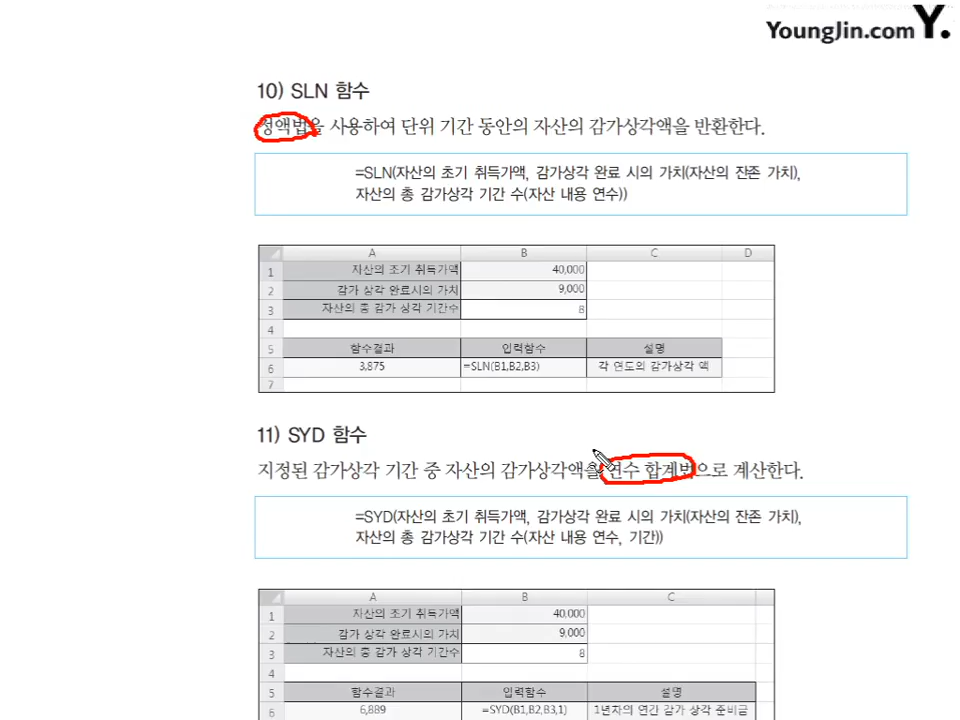 YoungJin.com Y.
10) SLN 함수
정액법을 사용하여 단위 기간 동안의 자산의 감가상각액을 반환한다.
=SLN(자산의 초기 취득가액, 감가상각 완료 시의 가치(자산의 잔존 가치),
자산의 총 감가상각 기간 수(자산 내용 연수))
A B C D
1 자산의 초기 취득가액 40,000
2 감가 상각 완료시의 가치 9,000
3 자산의 총 감가 상각 기간수 8
4
5 함수결과 입력함수 설명
6 3,875 =SLN(B1,B2,B3) 각 연도의 감가상각 액
7
11) SYD 함수
지정된 감가상각 기간 중 자산의 감가상각액을 연수 합계법으로 계산한다.
=SYD(자산의 초기 취득가액, 감가상각 완료 시의 가치(자산의 잔존 가치),
자산의 총 감가상각 기간 수(자산 내용 연수, 기간))
A B C
1 자산의 초기 취득가액 40,000
2 감가 상각 완료시의 가치 9,000
3 자산의 총 감가 상각 기간수 8
4
5 함수결과 입력함수 설명
6 6,889 =SYD(B1,B2,B3,1) 1년차의 연간 감가 상각 준비금